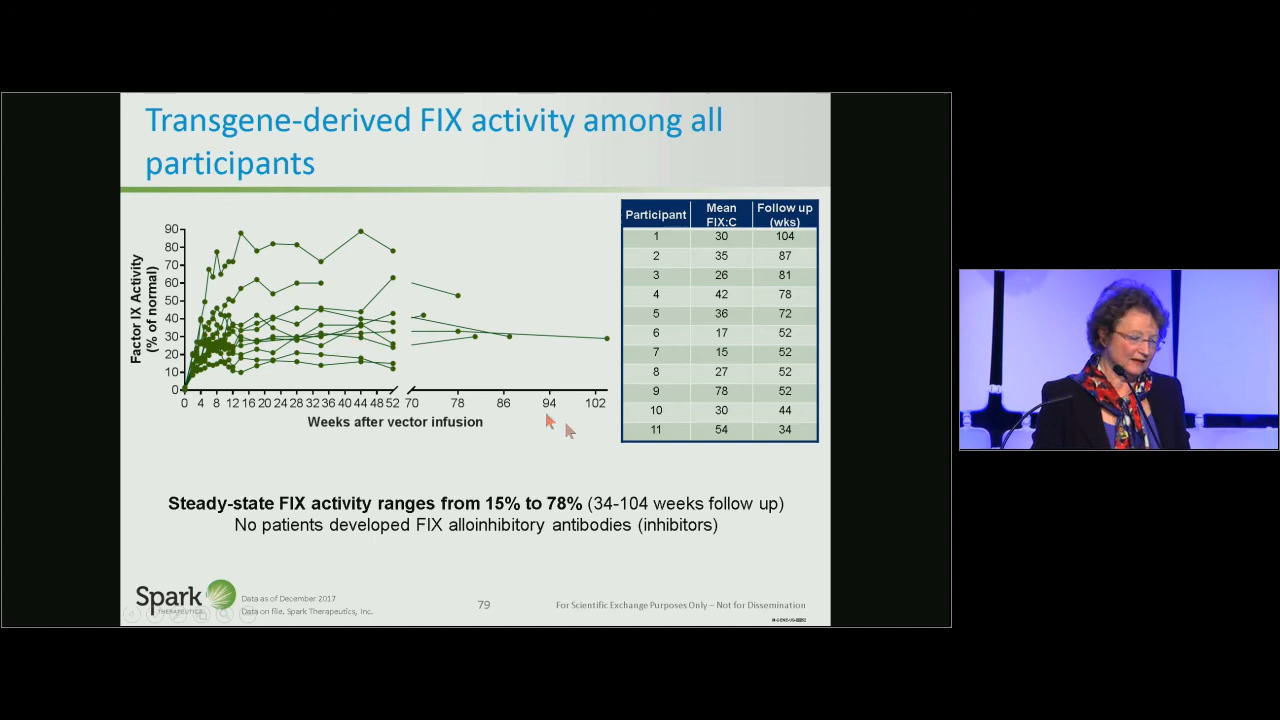 Transgene-derived FIX activity among all
participants
Factor IX Activity
(% of normal)
90
80
70
60
50
40
30
20
10
0
0 4 8 12 16 20 24 28 32 36 40 44 48 52 70 78 86 94 102
Weeks after vector infusion
Participant Mean FIX:C Follow up (wks)
1 30 104
2 35 87
3 26 81
4 42 78
5 36 72
6 17 52
7 15 52
8 27 52
9 78 52
10 30 44
11 54 34
Steady-state FIX activity ranges from 15% to 78% (34-104 weeks follow up)
No patients developed FIX alloinhibitory antibodies (inhibitors)
Spark
THERAPEUTICS
Data as of December 2017
Data on file. Spark Therapeutics, Inc.
79
For Scientific Exchange Purposes Only – Not for Dissemination